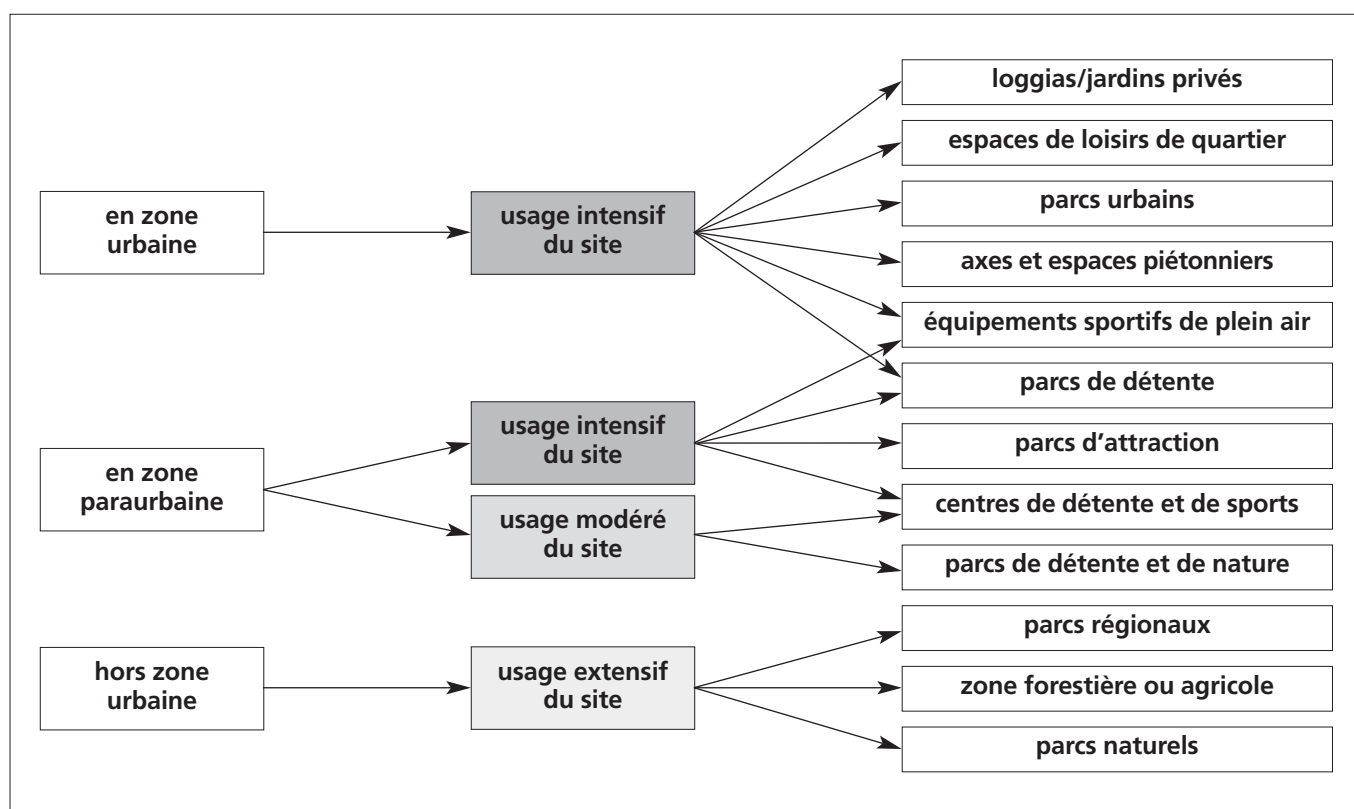 loggias/jardins privés
espaces de loisirs de quartier
en zone
urbaine
usage intensif
du site
parcs urbains
axes et espaces piétonniers
équipements sportifs de plein air
parcs de détente
en zone
paraurbaine
usage intensif
du site
parcs d’attraction
usage modéré
du site
centres de détente et de sports
parcs de détente et de nature
hors zone
urbaine
usage extensif
du site
parcs régionaux
zone forestière ou agricole
parcs naturels